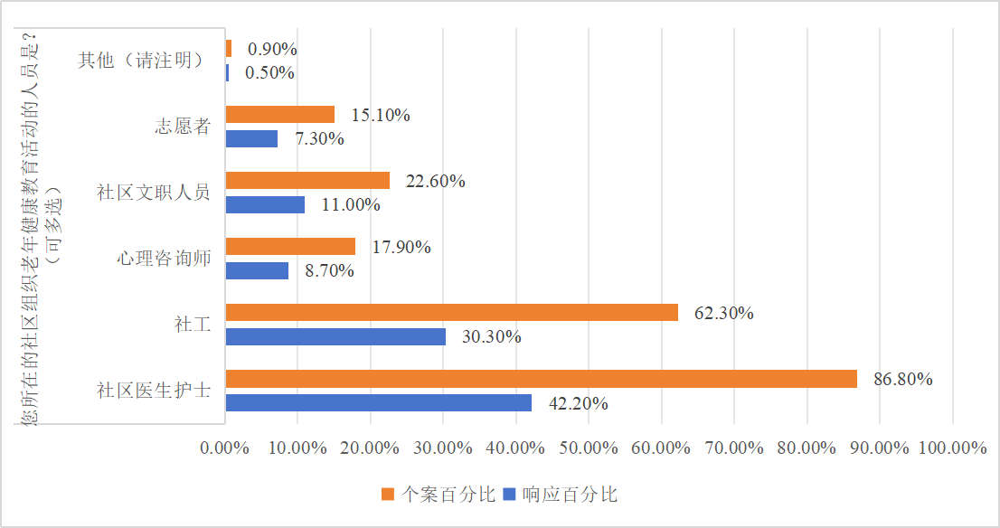 您所在的社区组织老年健康教育活动的人员是？
（可多选）
其他（请注明）
0.90%
0.50%
志愿者
15.10%
7.30%
社区文职人员
22.60%
11.00%
心理咨询师
17.90%
8.70%
社工
62.30%
30.30%
社区医生护士
86.80%
42.20%
0.00% 10.00% 20.00% 30.00% 40.00% 50.00% 60.00% 70.00% 80.00% 90.00% 100.00%
个案百分比 响应百分比